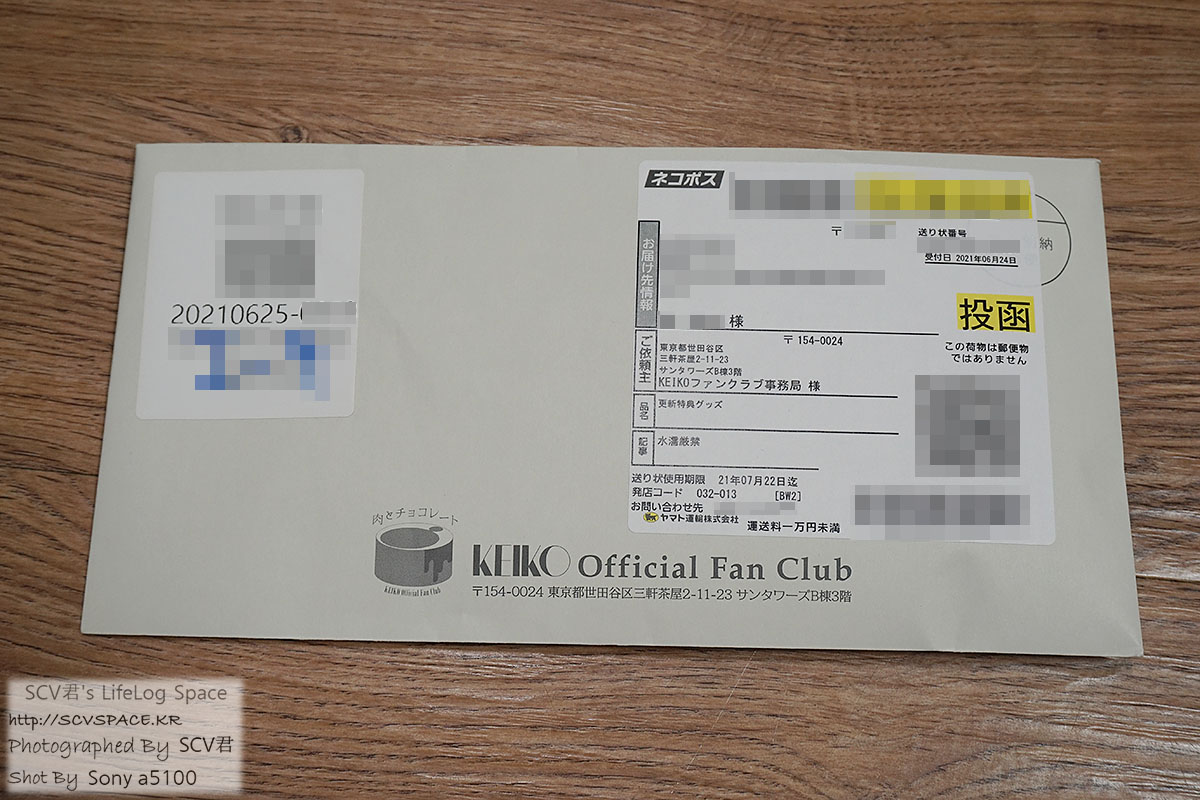 20210625-
ネコポス
〒
送り状番号
受付日 2021年06月24日
納
お届け先情報
様
投函
この荷物は郵便物
ではありません
ご依頼主
〒154-0024
東京都世田谷区
三軒茶屋2-11-23
サンタワーズB棟3階
KEIKOファンクラブ事務局 様
品名
更新特典グッズ
記事
水濡厳禁
送り状使用期限 21年07月22日迄
発店コード 032-013 [BW2]
お問い合わせ先
ヤマト運輸株式会社 運送料一万円未満
肉とチョコレート
KEIKO Official Fan Club
KEIKO Official Fan Club
〒154-0024 東京都世田谷区三軒茶屋2-11-23 サンタワーズB棟3階
SCV君's LifeLog Space
http://SCVSPACE.KR
Photographed By SCV君
Shot By Sony a5100